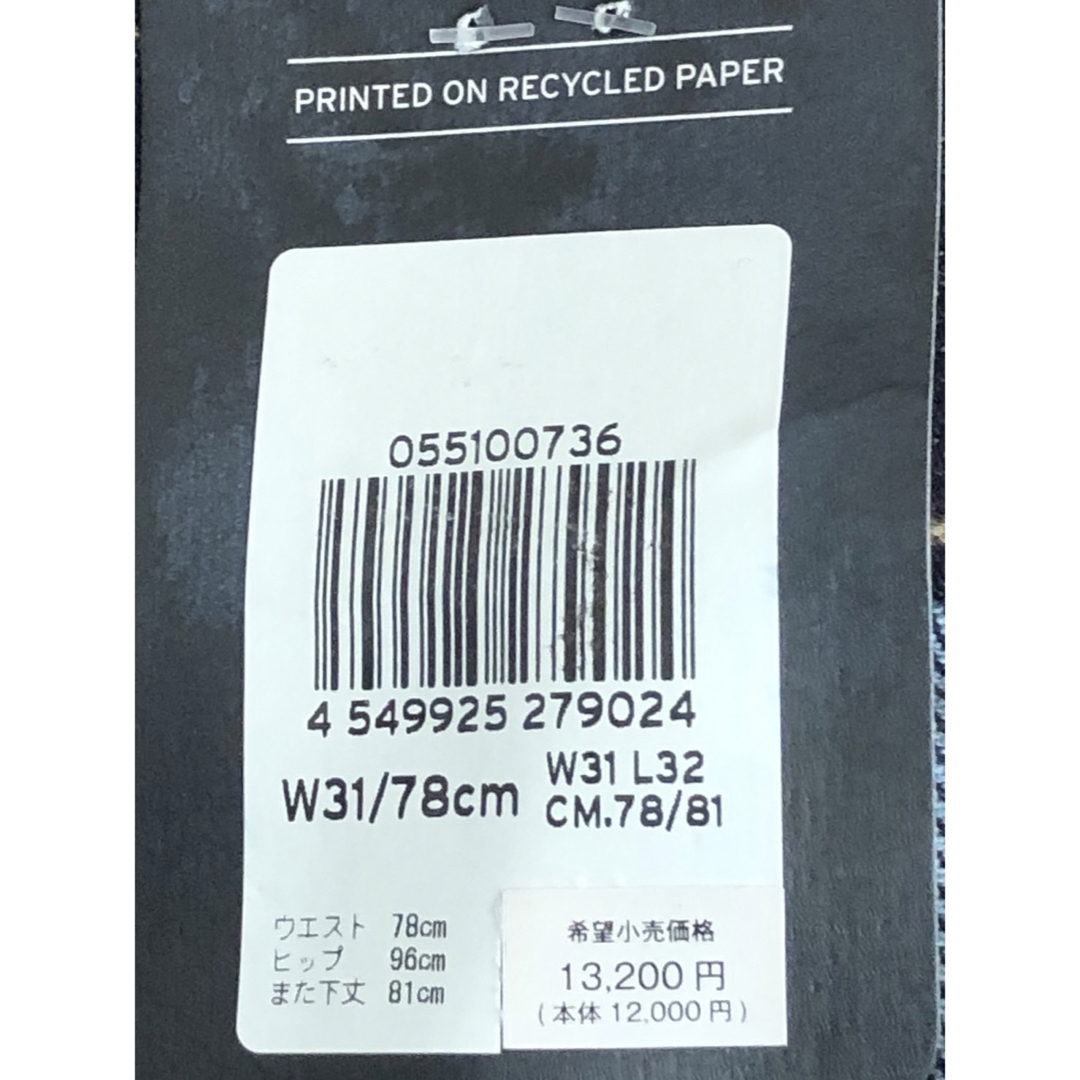 PRINTED ON RECYCLED PAPER
055100736
4 549925 279024
W31/78cm
W31 L32
CM.78/81
ウエスト 78cm
ヒップ 96cm
また下丈 81cm
希望小売価格
13,200円
(本体 12,000円)